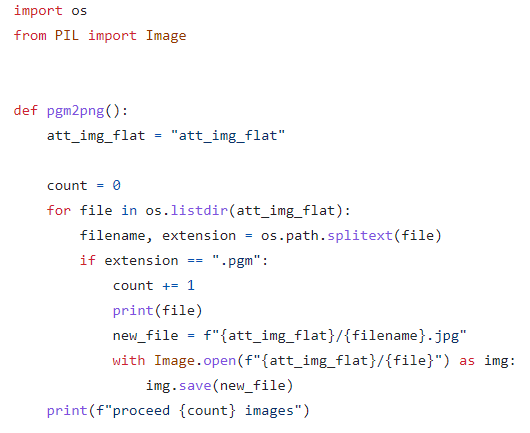 import os
from PIL import Image
def pgm2png():
    att_img_flat = "att_img_flat"
    count = 0
    for file in os.listdir(att_img_flat):
        filename, extension = os.path.splitext(file)
        if extension == ".pgm":
            count += 1
            print(file)
            new_file = f"{att_img_flat}/{filename}.jpg"
            with Image.open(f"{att_img_flat}/{file}") as img:
                img.save(new_file)
    print(f"proceed {count} images")